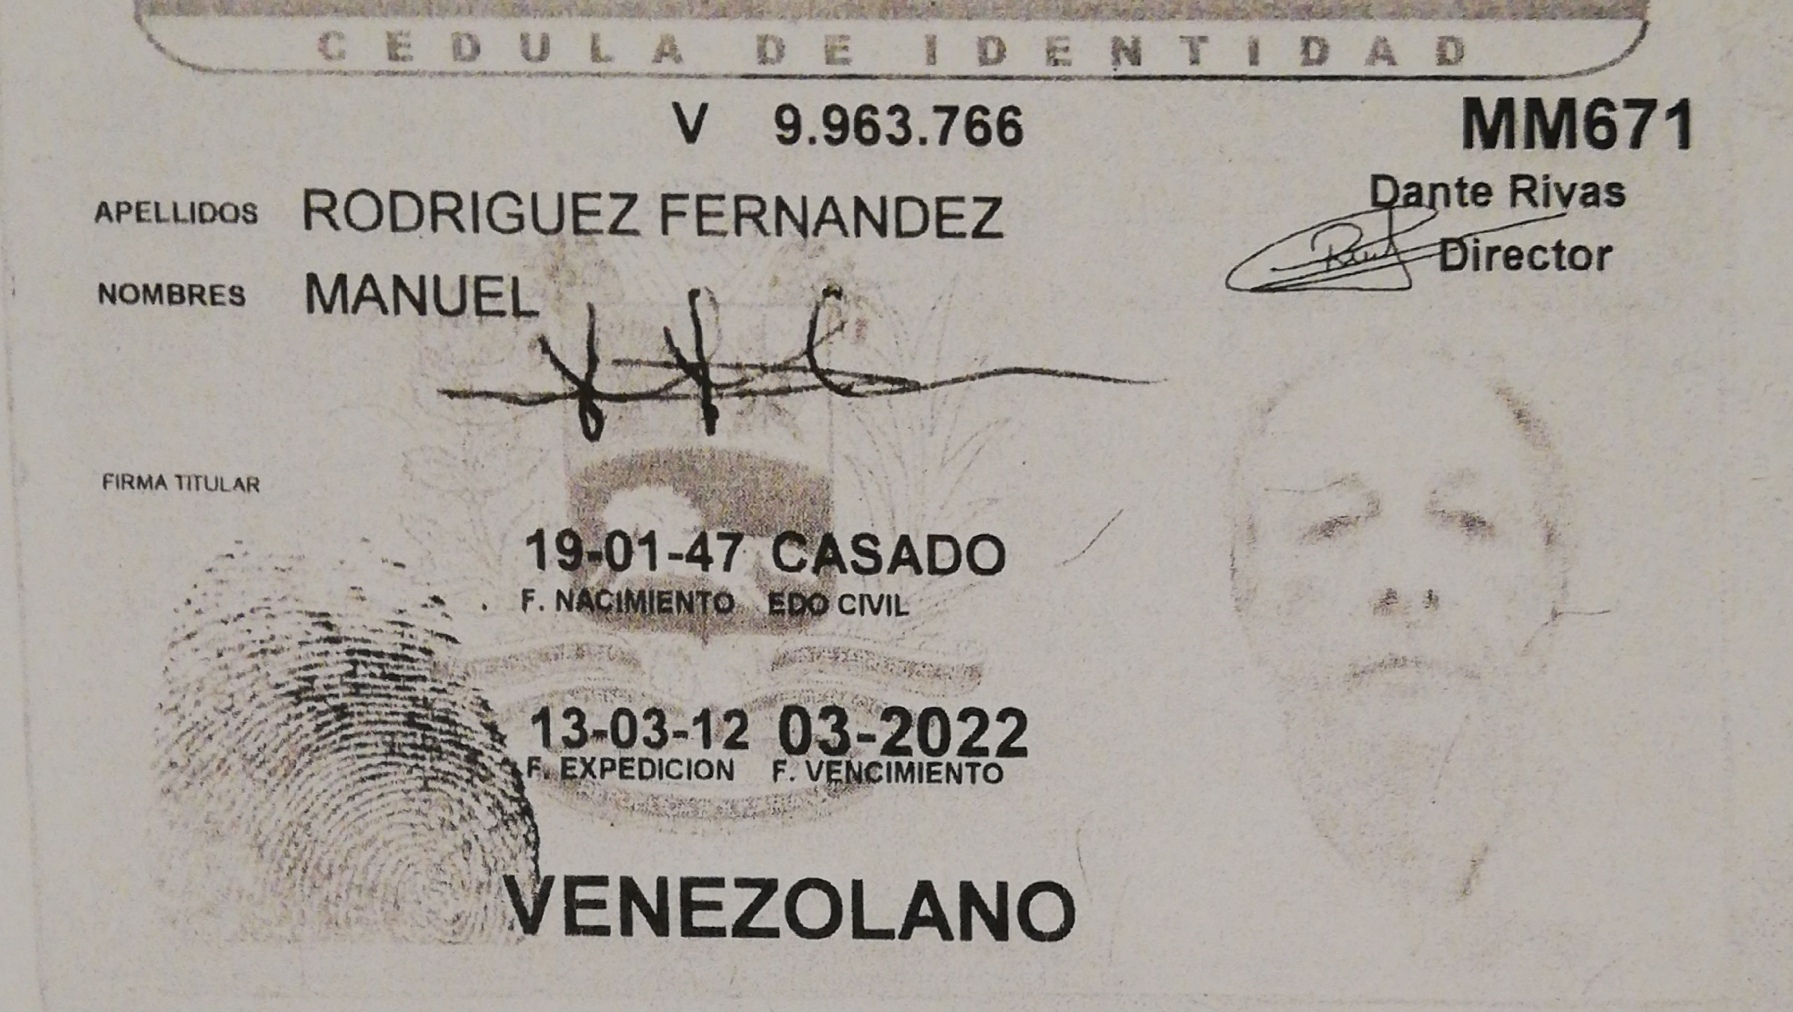 CEDULA DE IDENTIDAD
V 9.963.766 MM671
APELLIDOS RODRIGUEZ FERNANDEZ Dante Rivas
Director
NOMBRES MANUEL
FIRMA TITULAR
19-01-47 CASADO
F. NACIMIENTO EDO CIVIL
13-03-12 03-2022
F. EXPEDICION F. VENCIMIENTO
VENEZOLANO